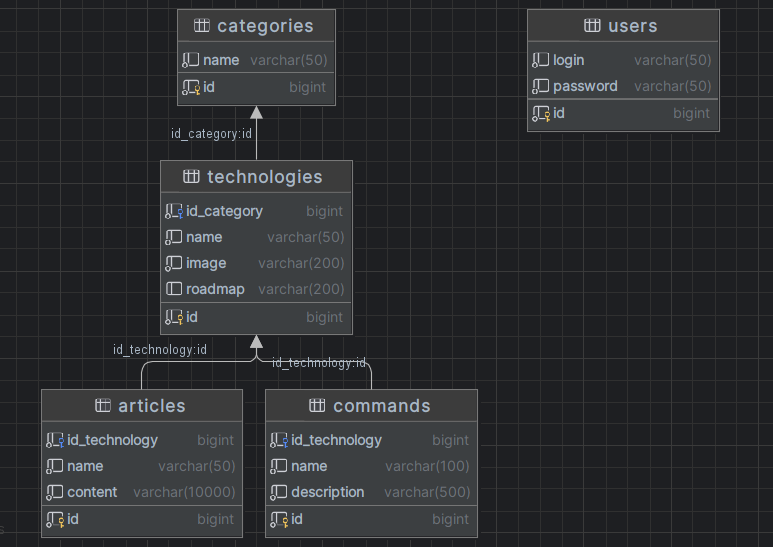 categories
name varchar(50)
id bigint
users
login varchar(50)
password varchar(50)
id bigint
id_category:id
technologies
id_category bigint
name varchar(50)
image varchar(200)
roadmap varchar(200)
id bigint
id_technology:id
id_technology:id
articles
id_technology bigint
name varchar(50)
content varchar(10000)
id bigint
commands
id_technology bigint
name varchar(100)
description varchar(500)
id bigint